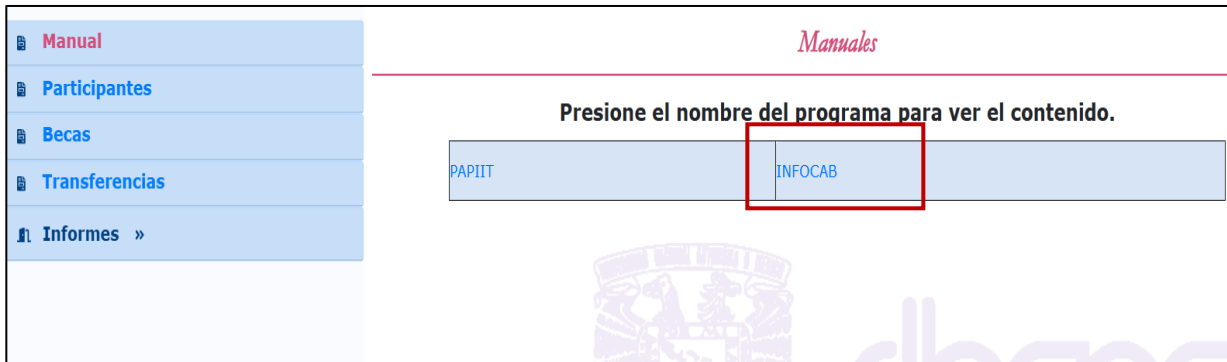 Manual
Participantes
Becas
Transferencias
Informes »
Manuales
Presione el nombre del programa para ver el contenido.
PAPIIT
INFOCAB